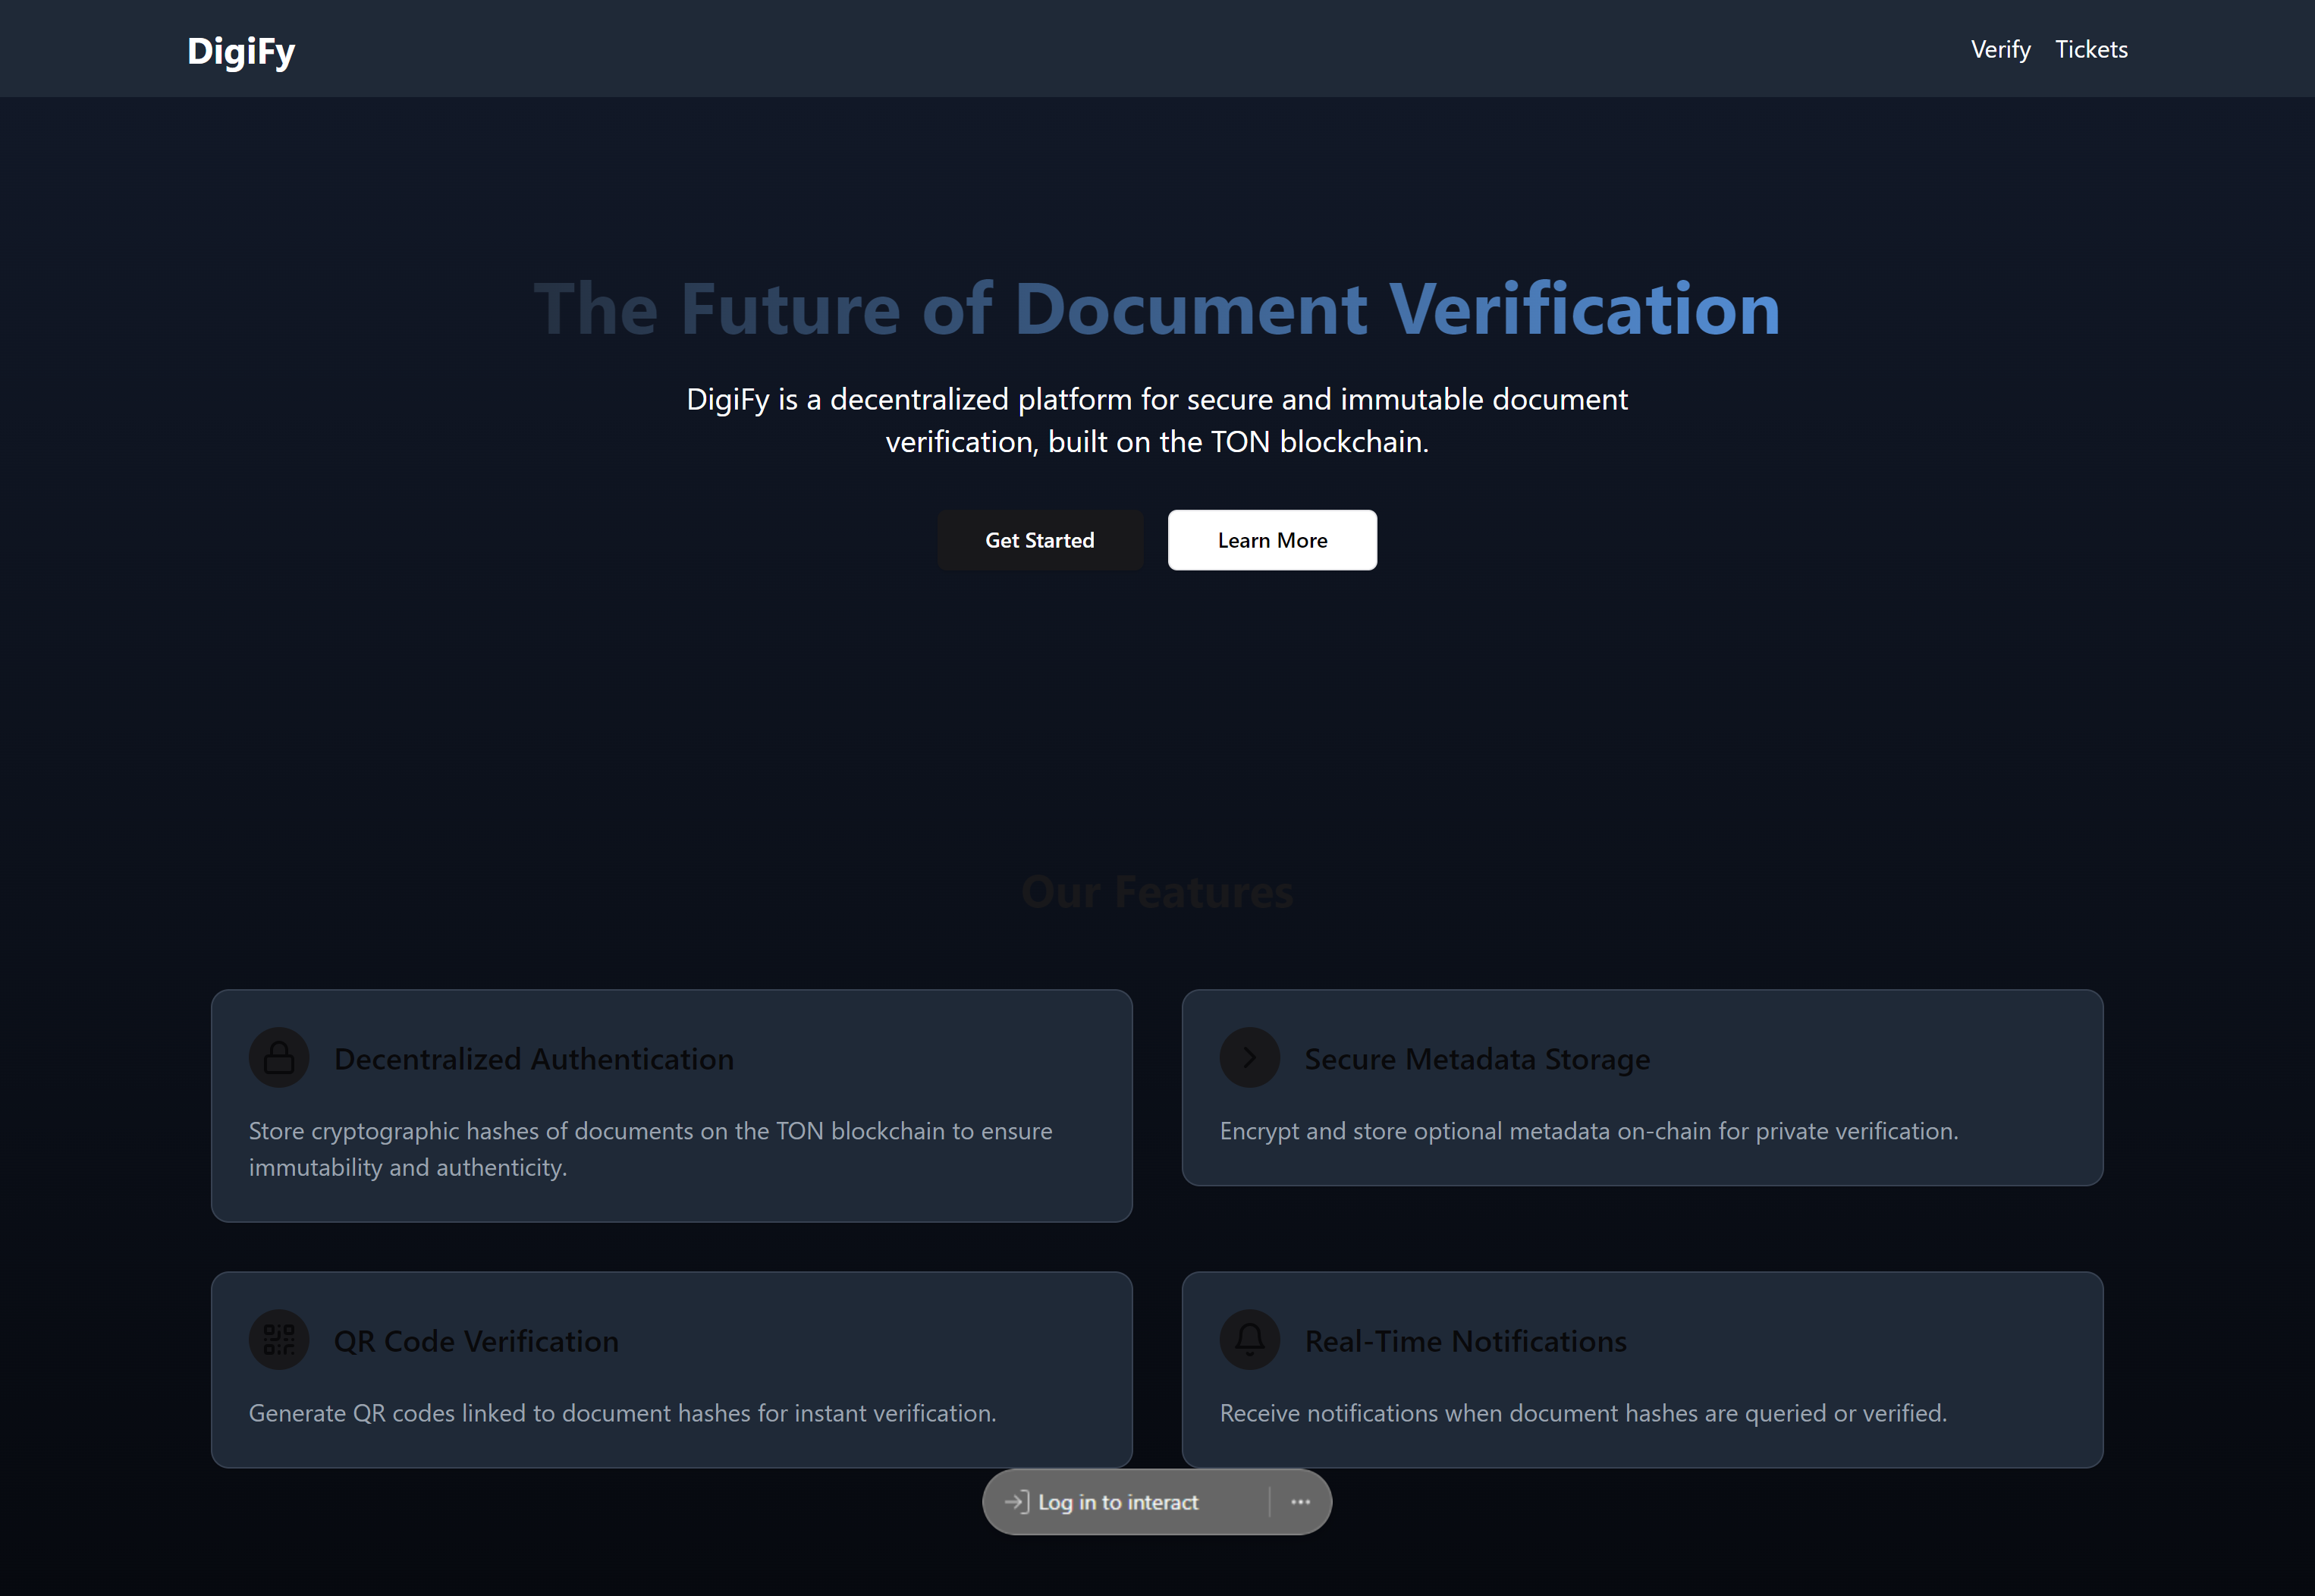 DigiFy
Verify Tickets
The Future of Document Verification
DigiFy is a decentralized platform for secure and immutable document
verification, built on the TON blockchain.
Get Started
Learn More
Our Features
Decentralized Authentication
Store cryptographic hashes of documents on the TON blockchain to ensure
immutability and authenticity.
Secure Metadata Storage
Encrypt and store optional metadata on-chain for private verification.
QR Code Verification
Generate QR codes linked to document hashes for instant verification.
Real-Time Notifications
Receive notifications when document hashes are queried or verified.
Log in to interact